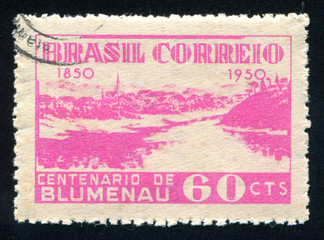 BRASIL CORREIO
1850 1950
CENTENARIO DE
BLUMENAU 60 CTS